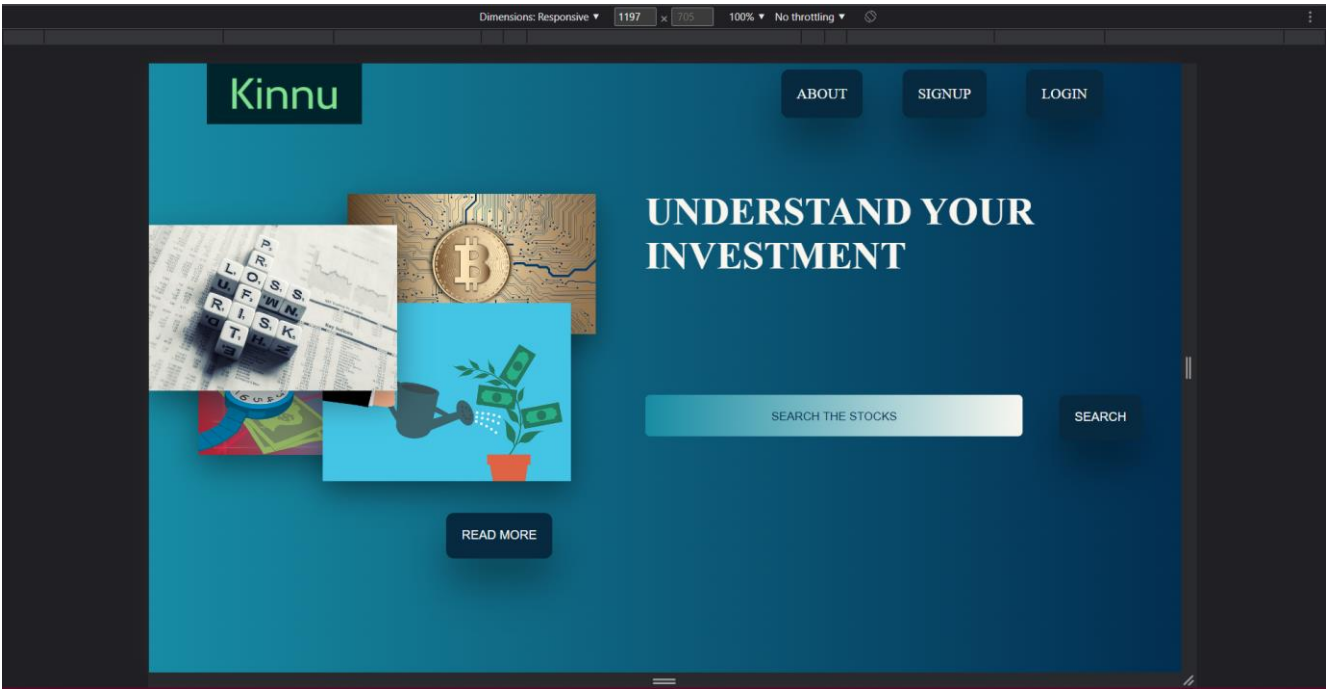 Dimensions: Responsive ▼ 1197 × 705 100% ▼ No throttling ▼
Kinnu
ABOUT SIGNUP LOGIN
UNDERSTAND YOUR
INVESTMENT
SEARCH THE STOCKS SEARCH
READ MORE